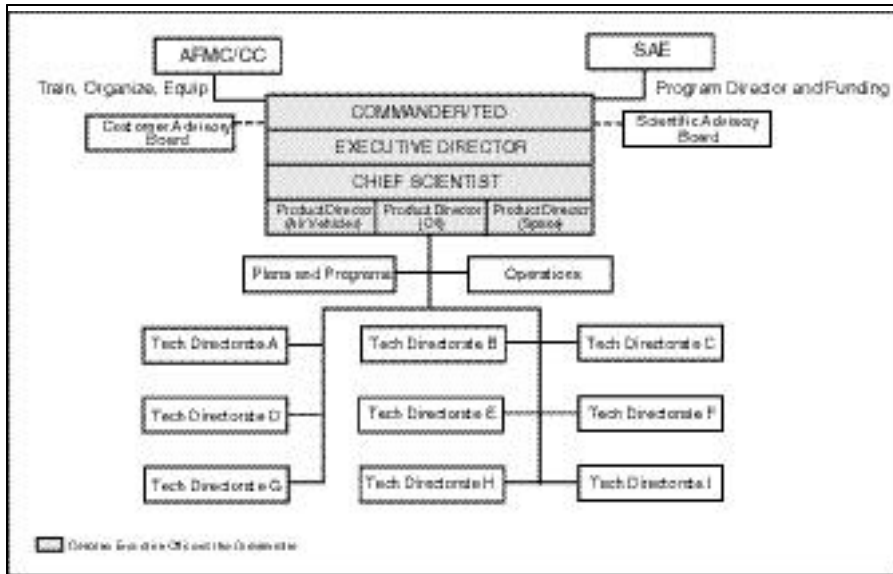 AFMC/CC
SAE
Train, Organize, Equip
Program Director and Funding
COMMANDER/TEO
Customer Advisory
Board
Scientific Advisory
Board
EXECUTIVE DIRECTOR
CHIEF SCIENTIST
Product Director
(Air Vehicles)
Product Director
Product Director
(Space)
Plans and Programs
Operations
Tech Directorate A
Tech Directorate B
Tech Directorate C
Tech Directorate D
Tech Directorate E
Tech Directorate F
Tech Directorate G
Tech Directorate H
Tech Directorate I